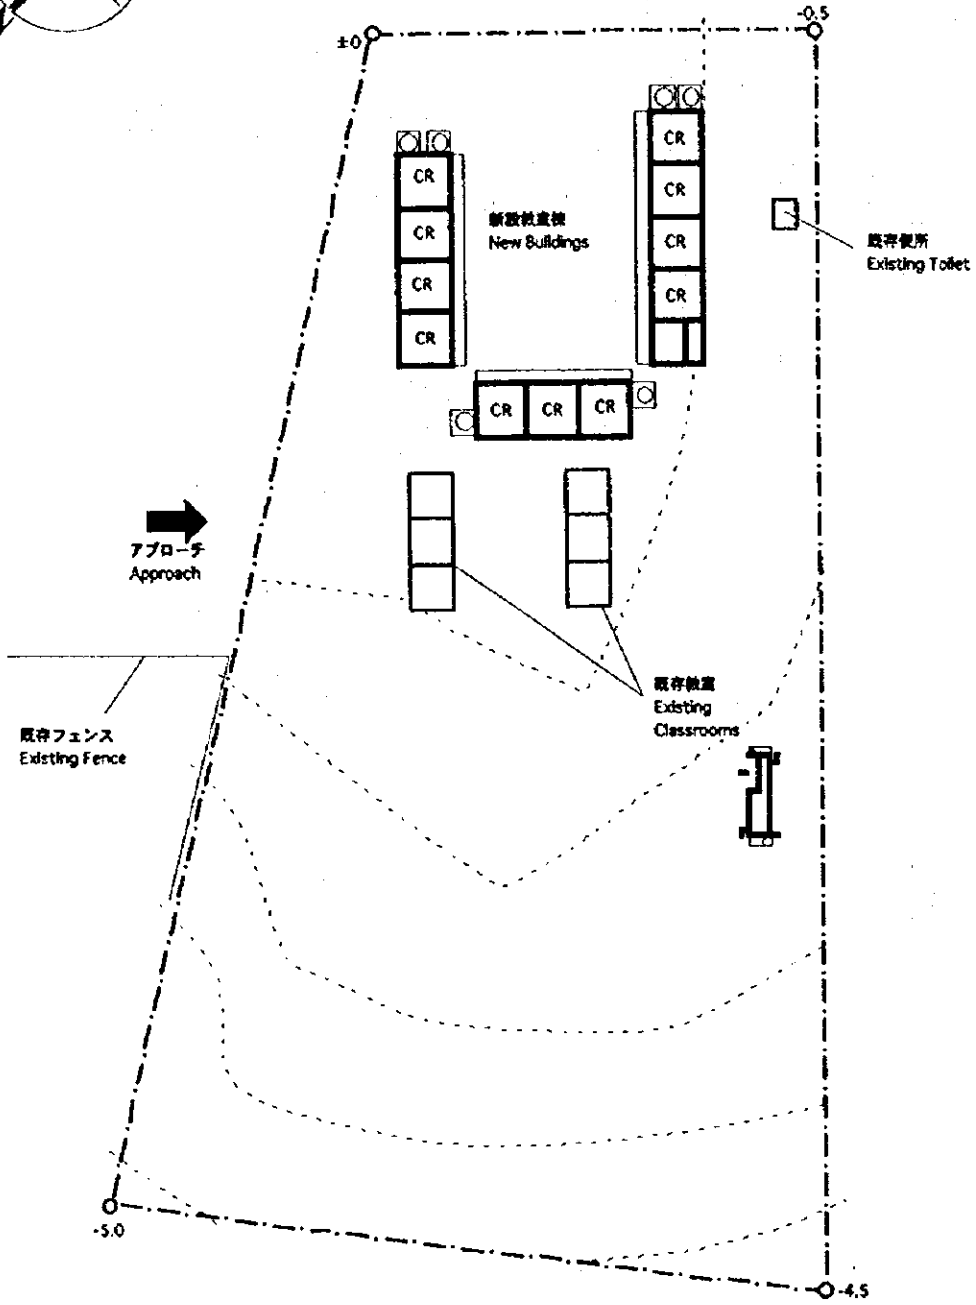 -0.5
±0
CR
CR
CR
CR
CR
CR
CR
CR
新設教室棟
New Buildings
既存便所
Existing Toilet
CR
CR
CR
アプローチ
Approach
既存教室
Existing
Classrooms
既存フェンス
Existing Fence
-5.0
-4.5